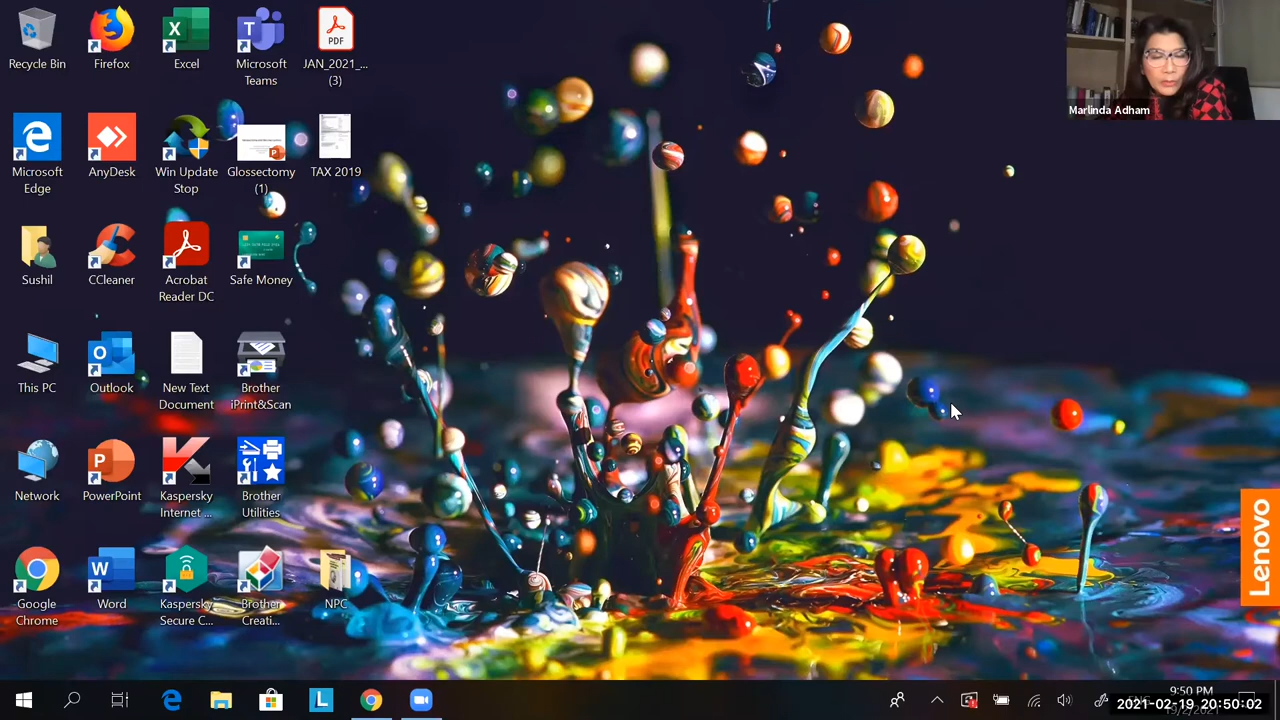 Recycle Bin
Firefox
Excel
Microsoft
Teams
JAN_2021_...
(3)
PDF
Marlinda Adham
Microsoft
Edge
AnyDesk
Win Update
Stop
Glossectomy
(1)
TAX 2019
Sushil
CCleaner
Acrobat
Reader DC
Safe Money
This PC
Outlook
New Text
Document
Brother
iPrint&Scan
Network
PowerPoint
Kaspersky
Internet ...
Brother
Utilities
Lenovo
Google
Chrome
Word
Kaspersky
Secure C...
Brother
Creati...
NPC
9:50 PM
2021-02-19 20:50:02